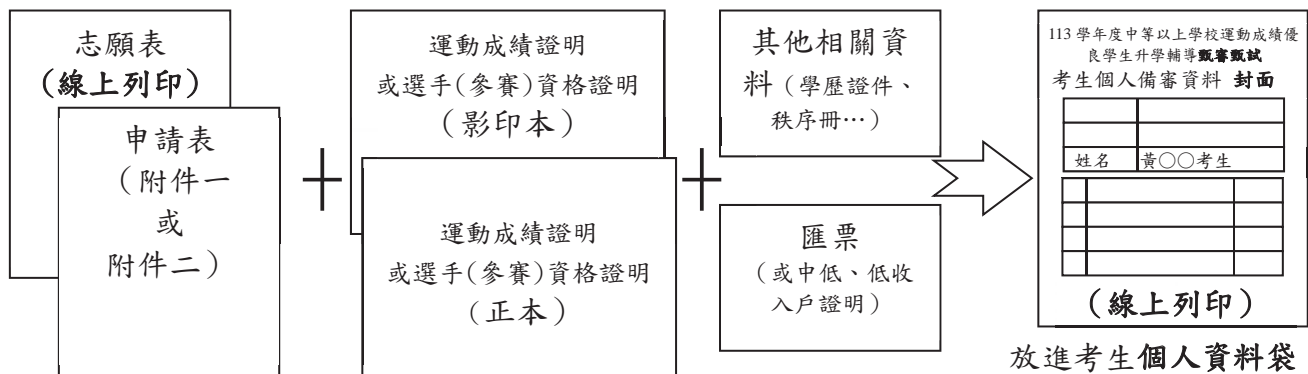 志願表
(線上列印)
申請表
(附件一
或
附件二)
+
運動成績證明
或選手(參賽)資格證明
(影印本)
運動成績證明
或選手(參賽)資格證明
(正本)
+
其他相關資
料(學歷證件、
秩序冊…)
匯票
(或中低、低收
入戶證明)
113 學年度中等以上學校運動成績優
良學生升學輔導甄審甄試
考生個人備審資料 封面
姓名 黃○○考生
(線上列印)
放進考生個人資料袋